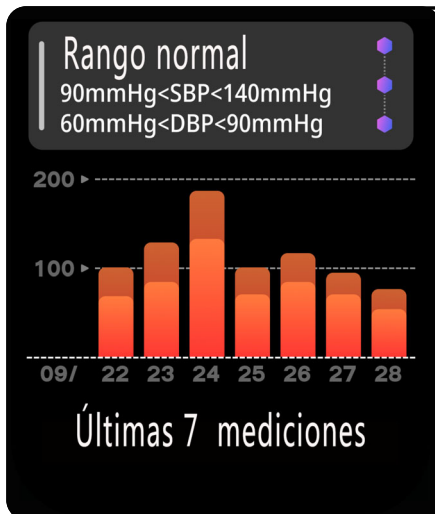 Rango normal
90mmHg<SBP<140mmHg
60mmHg<DBP<90mmHg
200
100
09/ 22 23 24 25 26 27 28
Últimas 7 mediciones